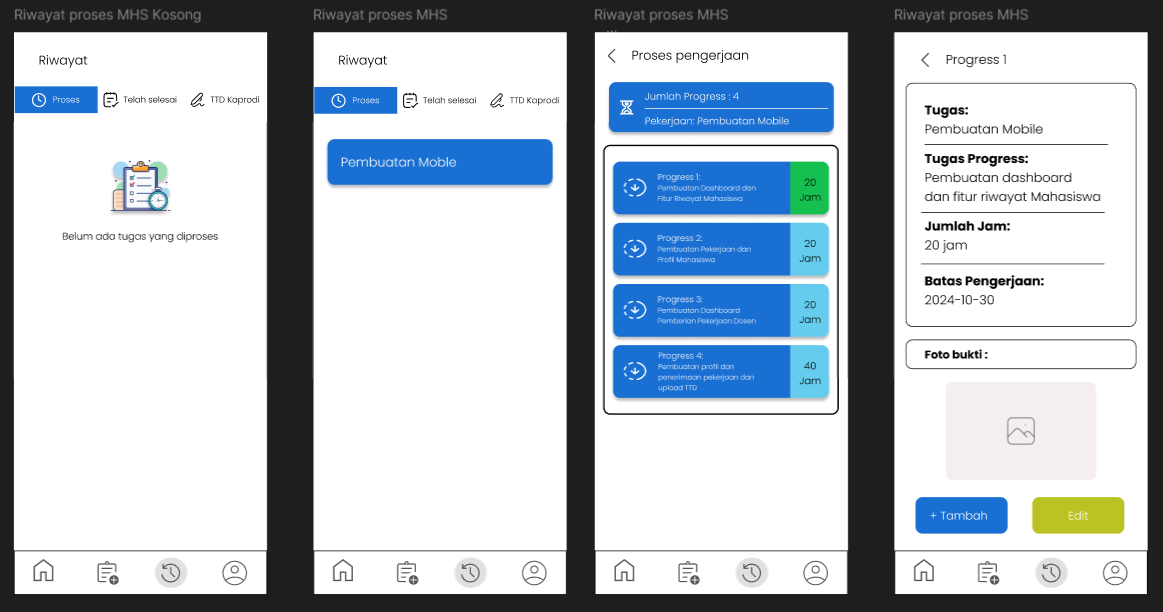 Riwayat proses MHS Kosong
Riwayat
Proses
Telah selesai
TTD Kaprodi
Belum ada tugas yang diproses
Riwayat proses MHS
Riwayat
Proses
Telah selesai
TTD Kaprodi
Pembuatan Moble
Riwayat proses MHS
...
Proses pengerjaan
Jumlah Progress : 4
Pekerjaan: Pembuatan Mobile
Progress 1:
Pembuatan Dashboard dan
Fitur Riwayat Mahasiswa
20
Jam
Progress 2:
Pembuatan Pekerjaan dan
Profil Mahasiswa
20
Jam
Progress 3:
Pembuatan Dashboard
Pemberian Pekerjaan Dosen
20
Jam
Progress 4:
Pembuatan profil dan
penerimaan pekerjaan dan
upload TTD
40
Jam
Riwayat proses MHS
Progress 1
Tugas:
Pembuatan Mobile
Tugas Progress:
Pembuatan dashboard
dan fitur riwayat Mahasiswa
Jumlah Jam:
20 jam
Batas Pengerjaan:
2024-10-30
Foto bukti :
+ Tambah
Edit